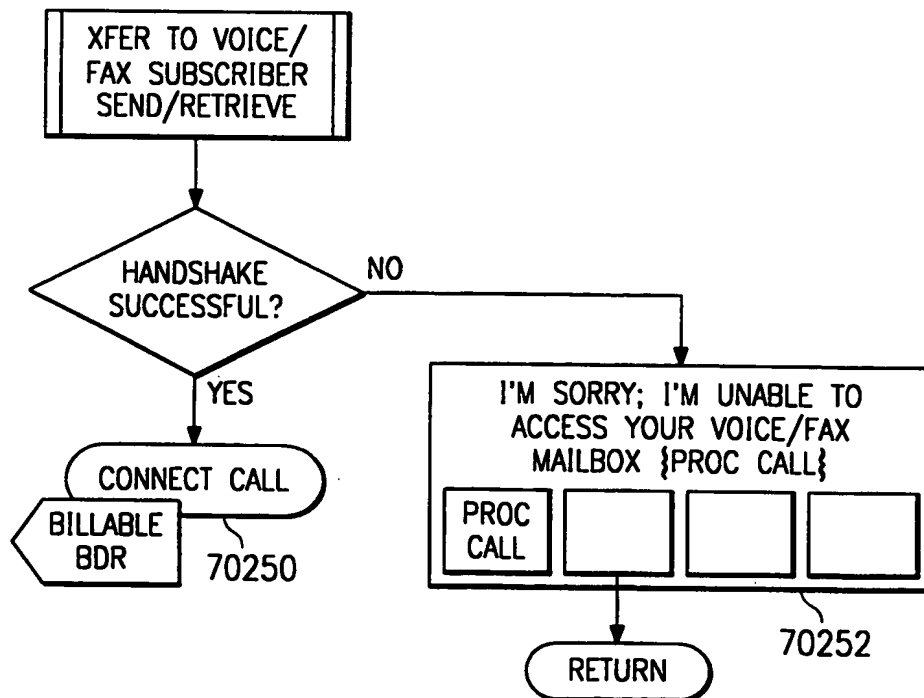 XFER TO VOICE/
FAX SUBSCRIBER
SEND/RETRIEVE
HANDSHAKE
SUCCESSFUL?
NO
YES
CONNECT CALL
BILLABLE
BDR
70250
I'M SORRY; I'M UNABLE TO
ACCESS YOUR VOICE/FAX
MAILBOX {PROC CALL}
PROC
CALL
70252
RETURN